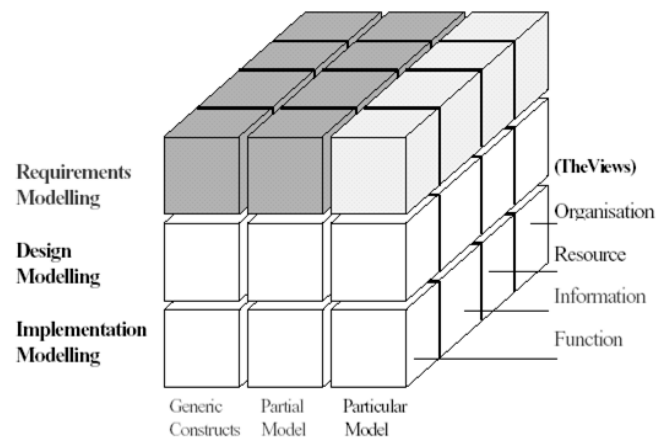 Requirements
Modelling
Design
Modelling
Implementation
Modelling
(TheViews)
Organisation
Resource
Information
Function
Generic
Constructs
Partial
Model
Particular
Model